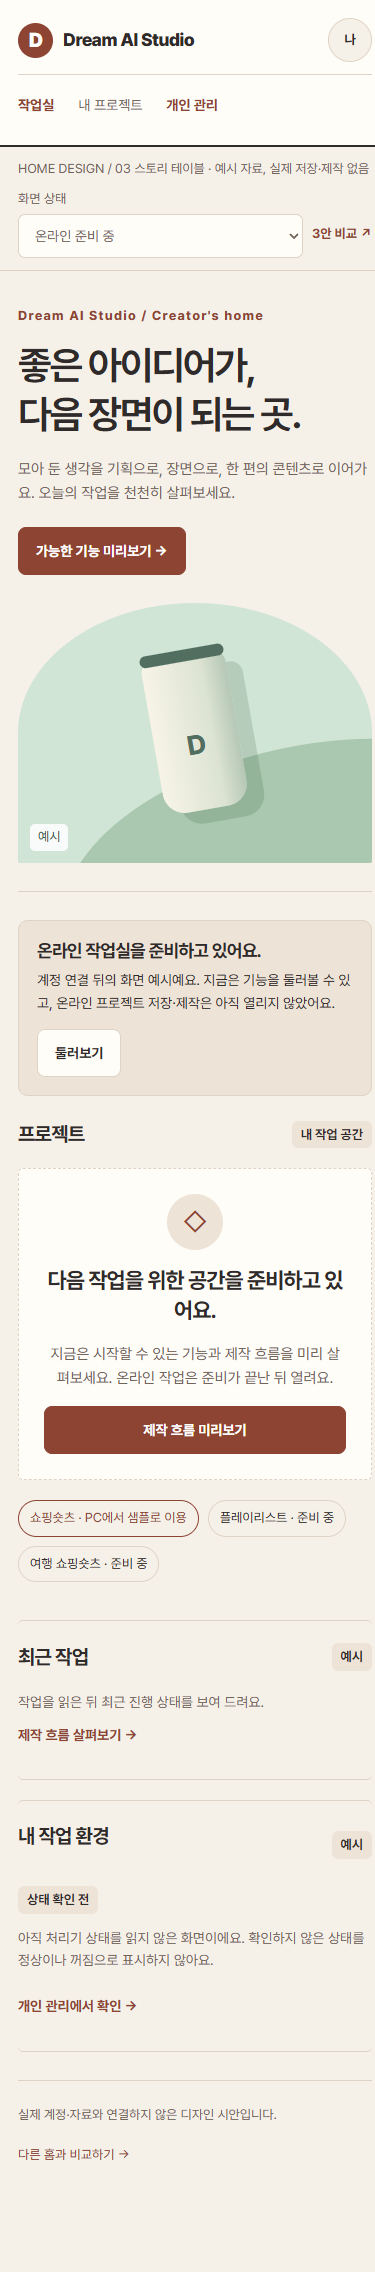 D Dream AI Studio 나
작업실 내 프로젝트 개인 관리
HOME DESIGN / 03 스토리 테이블 · 예시 자료, 실제 저장·제작 없음
화면 상태
온라인 준비 중 3안 비교 ↗
Dream AI Studio / Creator's home
좋은 아이디어가,
다음 장면이 되는 곳.
모아 둔 생각을 기획으로, 장면으로, 한 편의 콘텐츠로 이어가
요. 오늘의 작업을 천천히 살펴보세요.
가능한 기능 미리보기 →
D
예시
온라인 작업실을 준비하고 있어요.
계정 연결 뒤의 화면 예시예요. 지금은 기능을 둘러볼 수 있
고, 온라인 프로젝트 저장·제작은 아직 열리지 않았어요.
둘러보기
프로젝트 내 작업 공간
다음 작업을 위한 공간을 준비하고 있
어요.
지금은 시작할 수 있는 기능과 제작 흐름을 미리 살
펴보세요. 온라인 작업은 준비가 끝난 뒤 열려요.
제작 흐름 미리보기
쇼핑숏츠 · PC에서 샘플로 이용 플레이리스트 · 준비 중
여행 쇼핑숏츠 · 준비 중
최근 작업 예시
작업을 읽은 뒤 최근 진행 상태를 보여 드려요.
제작 흐름 살펴보기 →
내 작업 환경 예시
상태 확인 전
아직 처리기 상태를 읽지 않은 화면이에요. 확인하지 않은 상태를
정상이나 꺼짐으로 표시하지 않아요.
개인 관리에서 확인 →
실제 계정·자료와 연결하지 않은 디자인 시안입니다.
다른 홈과 비교하기 →